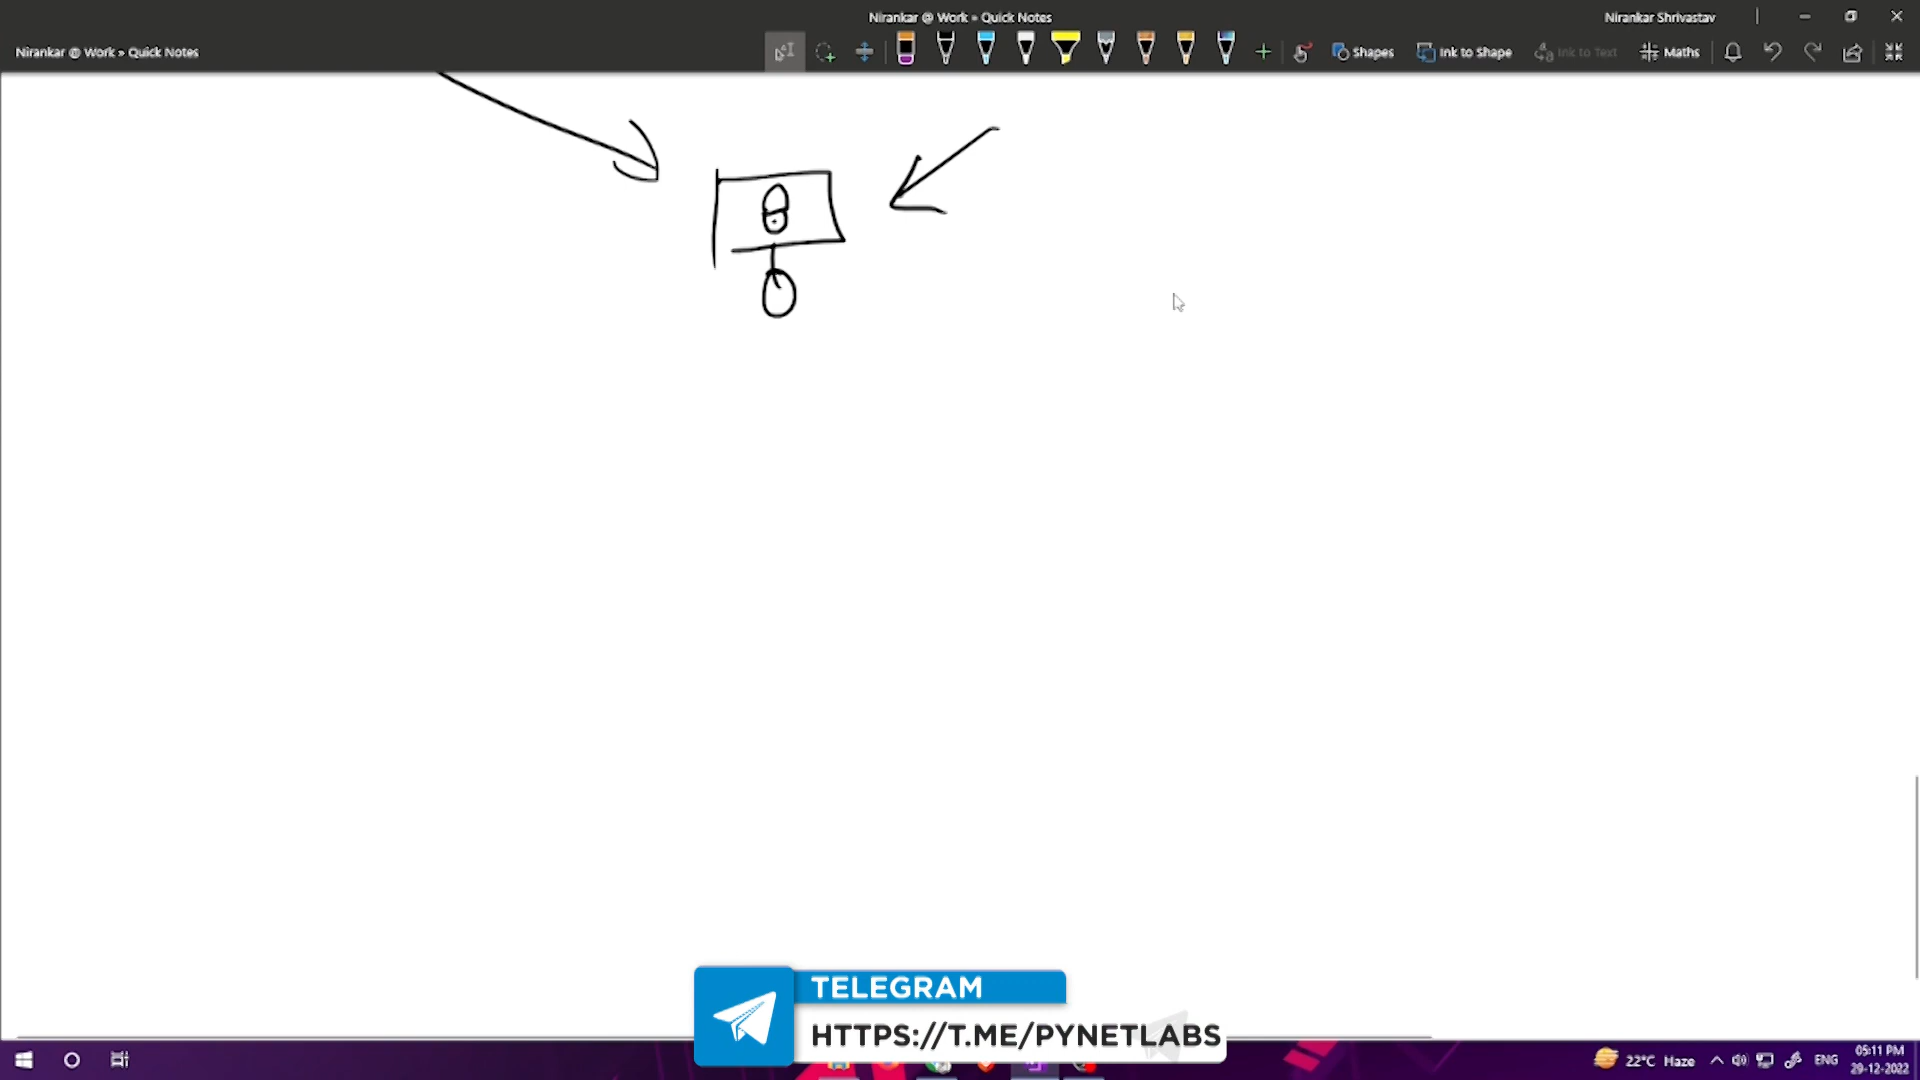 Nirankar @ Work » Quick Notes
Nirankar Shrivastav
Nirankar @ Work » Quick Notes
Shapes
Ink to Shape
Ink to Text
Maths
TELEGRAM
HTTPS://T.ME/PYNETLABS
22°C Haze
ENG
05:11 PM
29-12-2022